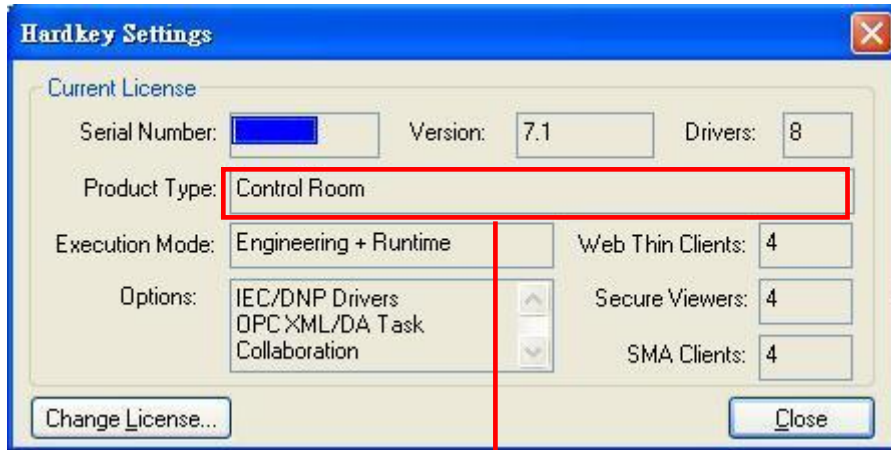 Hardkey Settings
Current License
Serial Number:
Version: 7.1
Drivers: 8
Product Type: Control Room
Execution Mode: Engineering + Runtime
Web Thin Clients: 4
Options: IEC/DNP Drivers
OPC XML/DA Task
Collaboration
Secure Viewers: 4
SMA Clients: 4
Change License...
Close